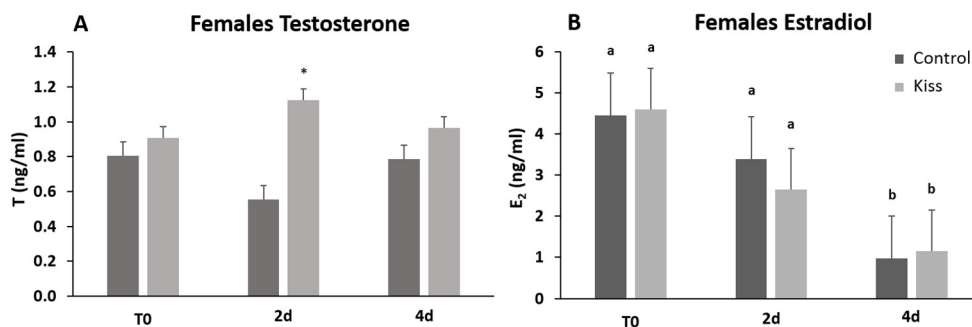 A
Females Testosterone
T (ng/ml)
1.4
1.2
1.0
0.8
0.6
0.4
0.2
0.0
*
T0
2d
4d
B
Females Estradiol
E₂ (ng/ml)
6
5
4
3
2
1
0
a
a
a
a
b
b
Control
Kiss
T0
2d
4d